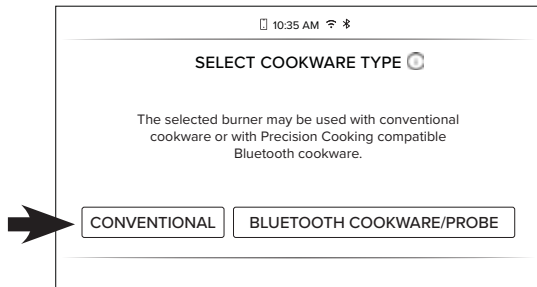 10:35 AM
SELECT COOKWARE TYPE
The selected burner may be used with conventional
cookware or with Precision Cooking compatible
Bluetooth cookware.
CONVENTIONAL
BLUETOOTH COOKWARE/PROBE